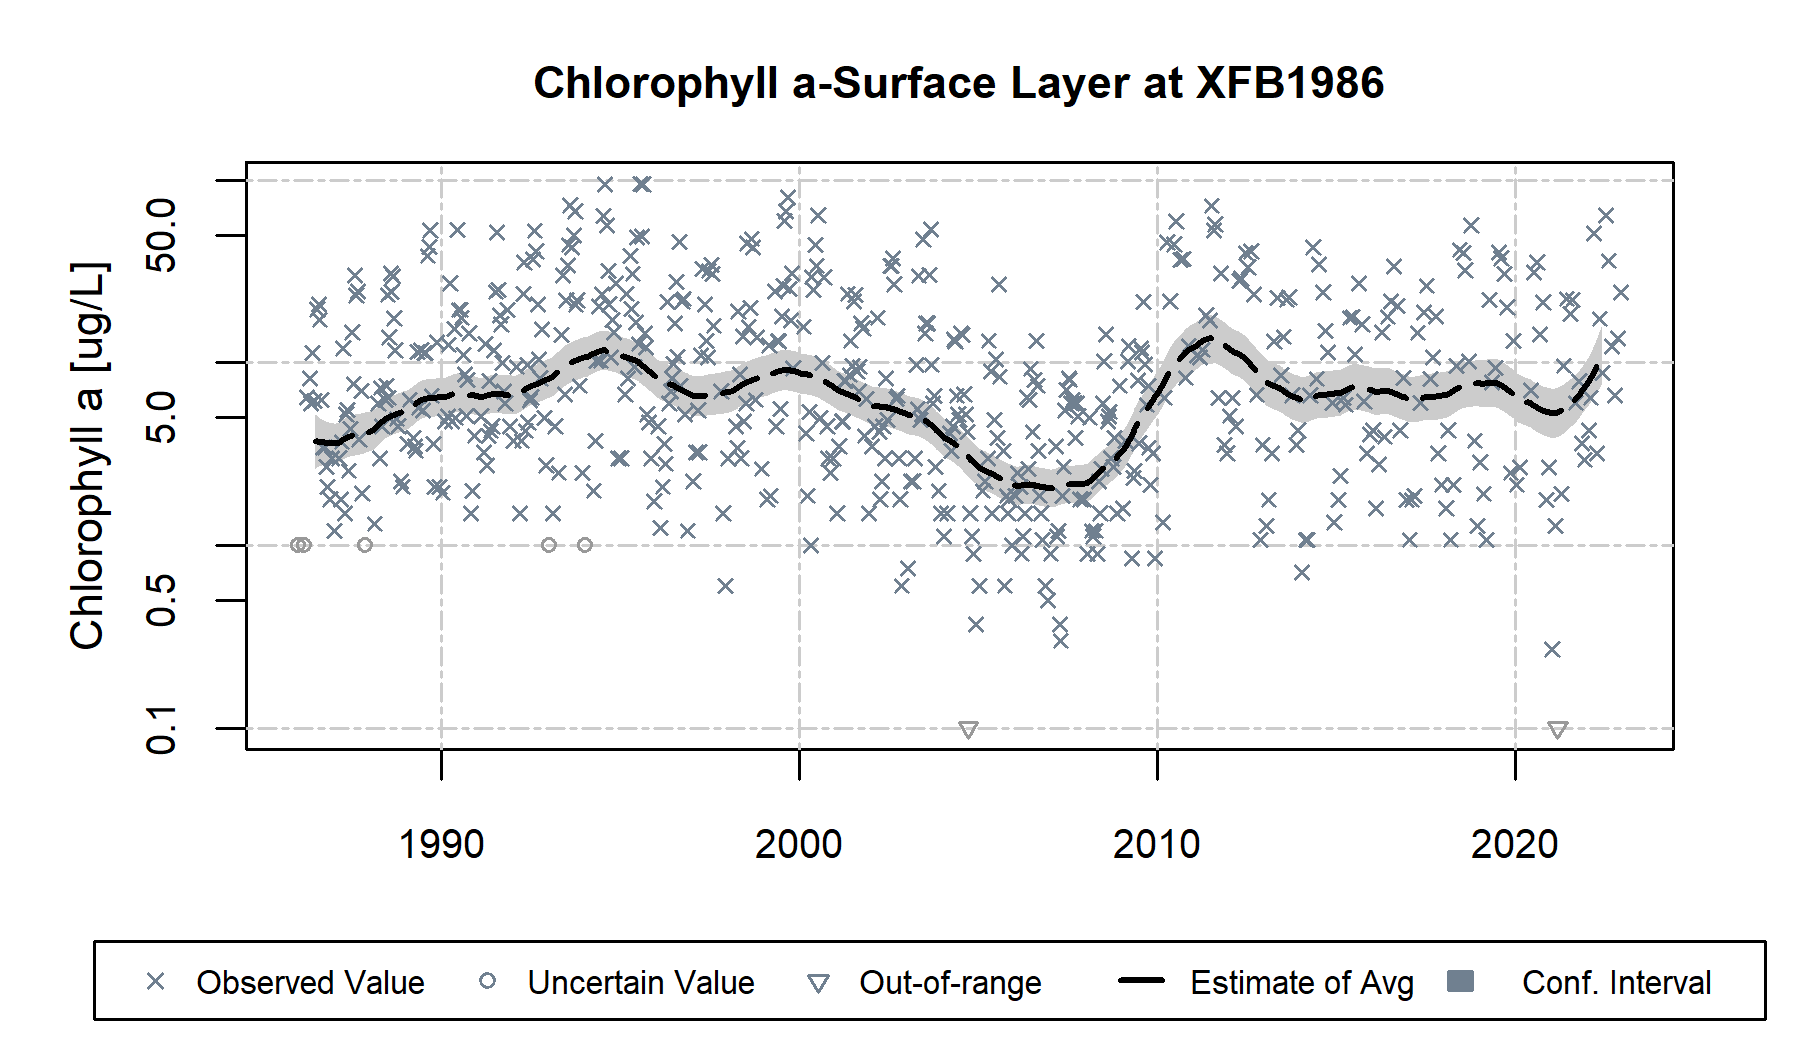 Chlorophyll a-Surface Layer at XFB1986
Chlorophyll a [ug/L]
50.0
5.0
0.5
0.1
1990 2000 2010 2020
Observed Value Uncertain Value Out-of-range Estimate of Avg Conf. Interval